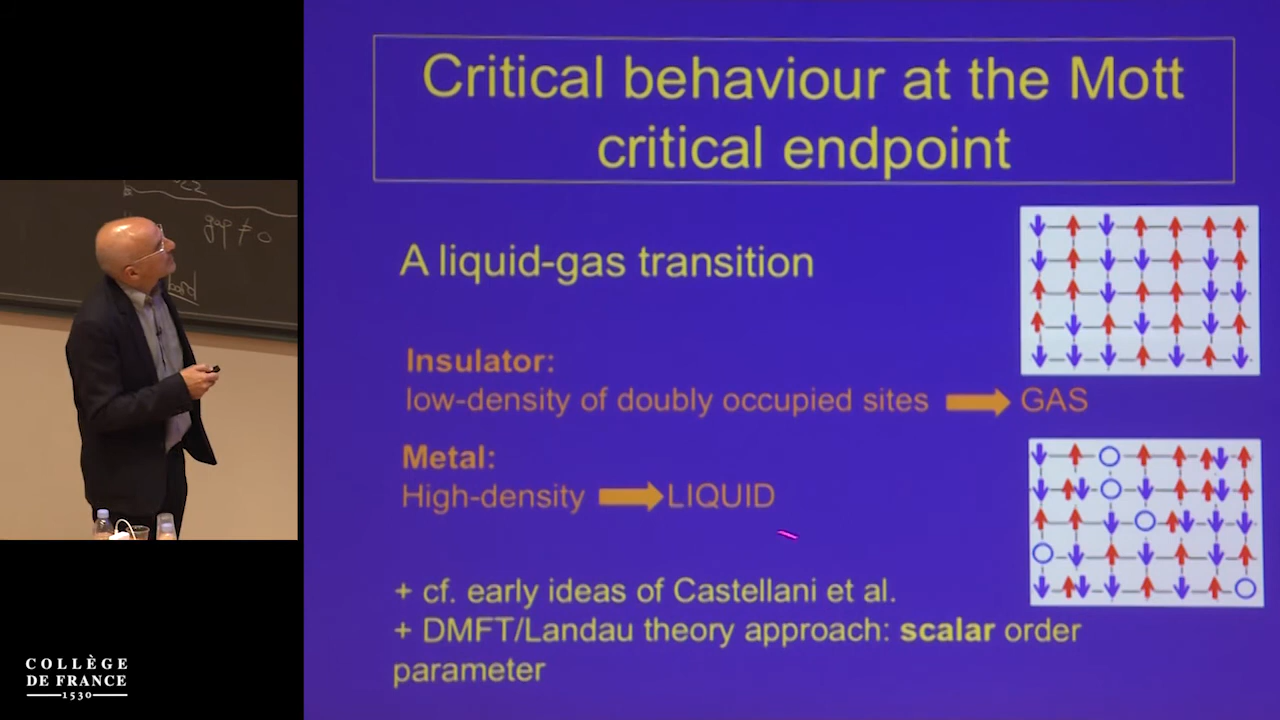 Critical behaviour at the Mott
critical endpoint
A liquid-gas transition
Insulator:
low-density of doubly occupied sites GAS
Metal:
High-density LIQUID
+ cf. early ideas of Castellani et al.
+ DMFT/Landau theory approach: scalar order
parameter
gap ≠ 0
COLLÈGE
DE FRANCE
1530